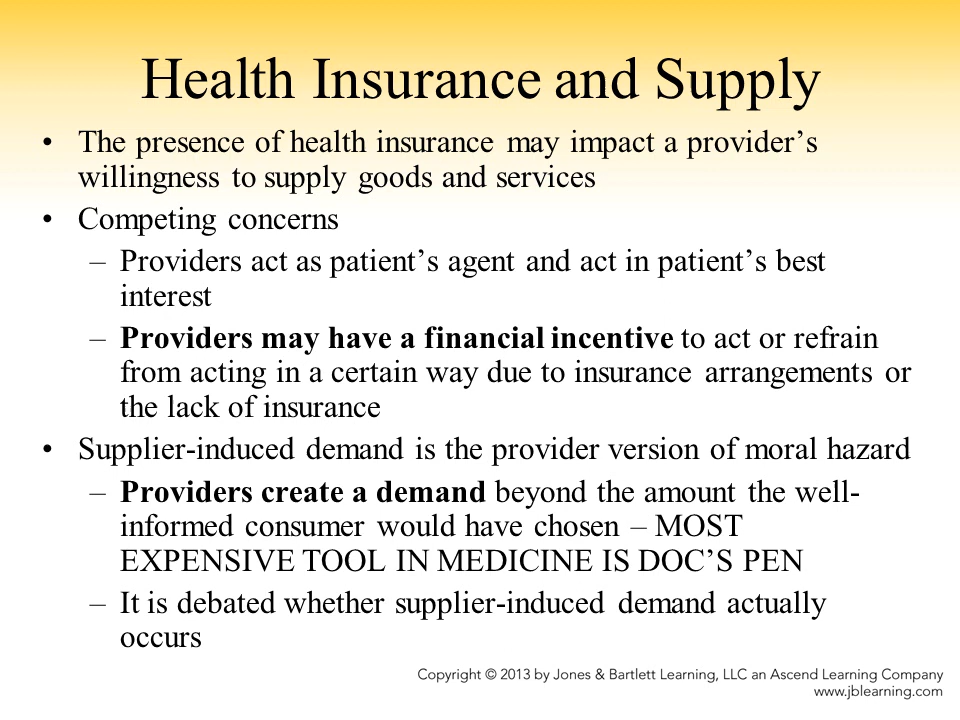 Health Insurance and Supply
• The presence of health insurance may impact a provider’s
willingness to supply goods and services
• Competing concerns
– Providers act as patient’s agent and act in patient’s best
interest
– Providers may have a financial incentive to act or refrain
from acting in a certain way due to insurance arrangements or
the lack of insurance
• Supplier-induced demand is the provider version of moral hazard
– Providers create a demand beyond the amount the well-
informed consumer would have chosen – MOST
EXPENSIVE TOOL IN MEDICINE IS DOC’S PEN
– It is debated whether supplier-induced demand actually
occurs
Copyright © 2013 by Jones & Bartlett Learning, LLC an Ascend Learning Company
www.jblearning.com